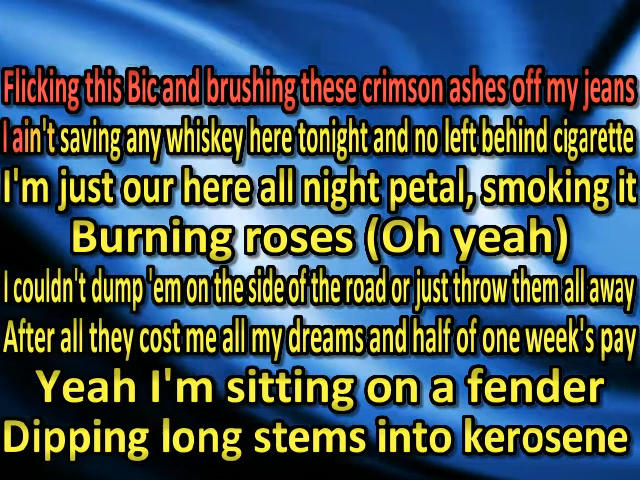 Flicking this Bic and brushing these crimson ashes off my jeans
I ain't saving any whiskey here tonight and no left behind cigarette
I'm just our here all night petal, smoking it
Burning roses (Oh yeah)
I couldn't dump 'em on the side of the road or just throw them all away
After all they cost me all my dreams and half of one week's pay
Yeah I'm sitting on a fender
Dipping long stems into kerosene